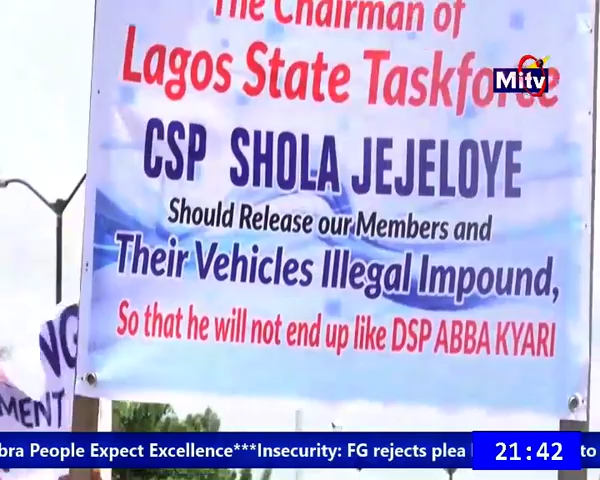 The Chairman of
Lagos State Taskforce
Mitv
CSP SHOLA JEJELOYE
Should Release our Members and
Their Vehicles Illegal Impound,
So that he will not end up like DSP ABBA KYARI
NG
MENT
bra People Expect Excellence***Insecurity: FG rejects plea
21:42
to